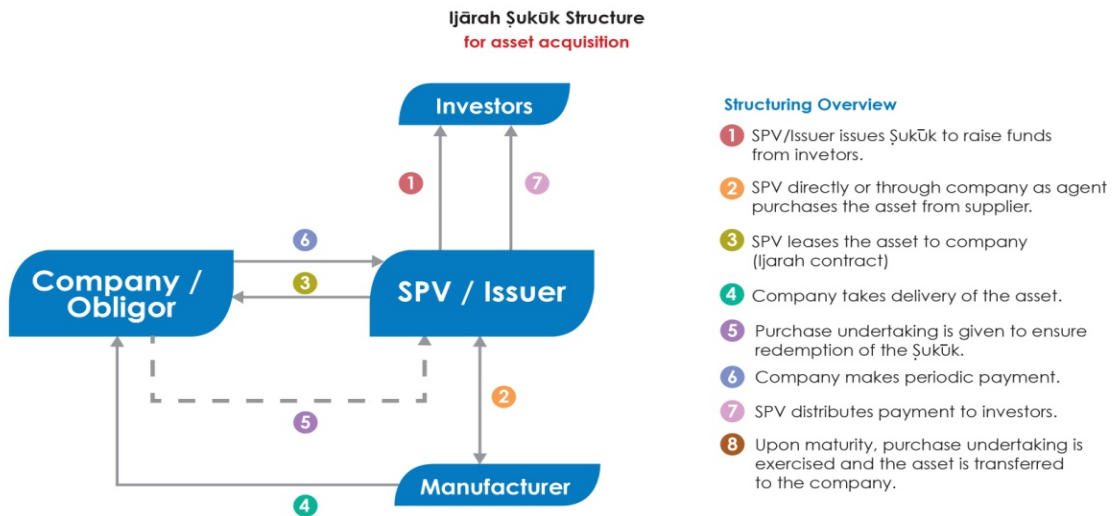 Ijārah Ṣukūk Structure
for asset acquisition
Investors
1
7
6
Company /
Obligor
3
SPV / Issuer
5
2
4
Manufacturer
Structuring Overview
1 SPV/Issuer issues Ṣukūk to raise funds
from invetors.
2 SPV directly or through company as agent
purchases the asset from supplier.
3 SPV leases the asset to company
(Ijarah contract)
4 Company takes delivery of the asset.
5 Purchase undertaking is given to ensure
redemption of the Ṣukūk.
6 Company makes periodic payment.
7 SPV distributes payment to investors.
8 Upon maturity, purchase undertaking is
exercised and the asset is transferred
to the company.